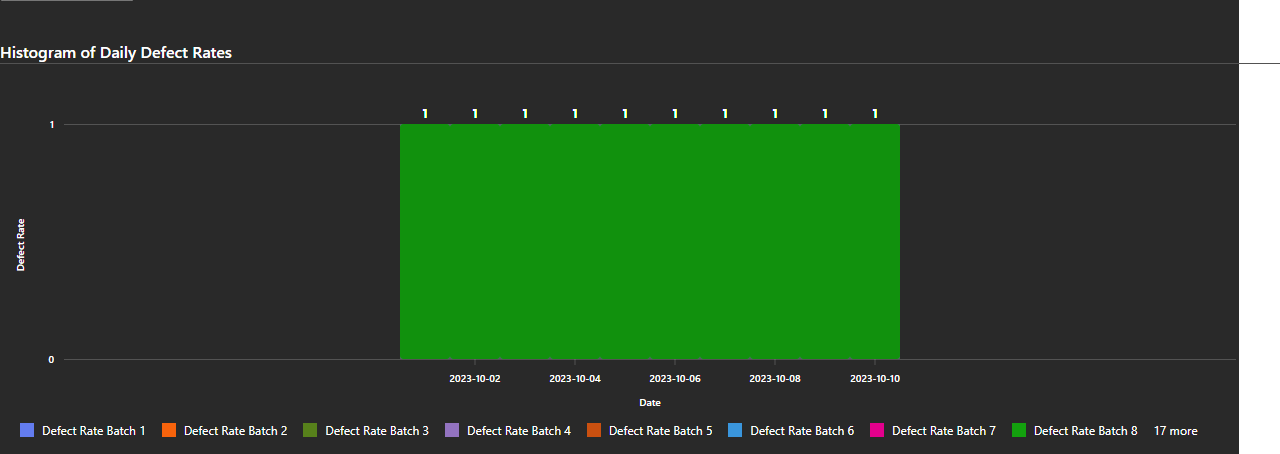 Histogram of Daily Defect Rates
1 1 1 1 1 1 1 1 1 1
1
Defect Rate
0
2023-10-02 2023-10-04 2023-10-06 2023-10-08 2023-10-10
Date
Defect Rate Batch 1 Defect Rate Batch 2 Defect Rate Batch 3 Defect Rate Batch 4 Defect Rate Batch 5 Defect Rate Batch 6 Defect Rate Batch 7 Defect Rate Batch 8 17 more